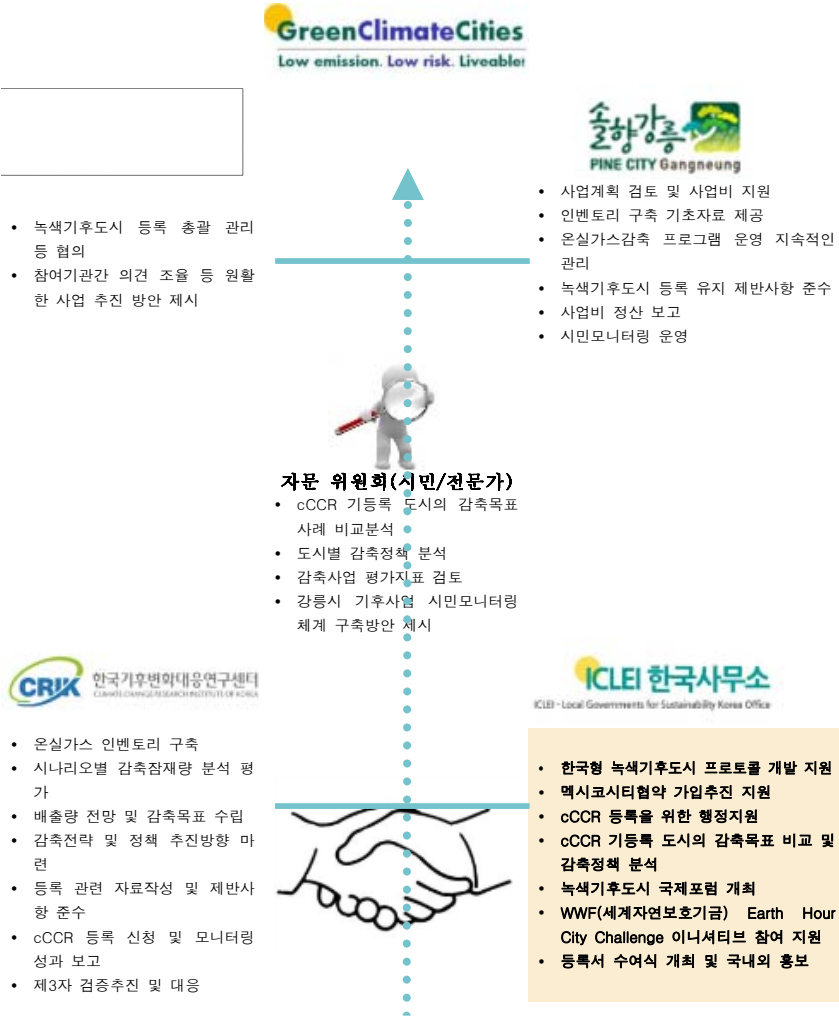 GreenClimateCities
Low emission. Low risk. Liveable!
솔향강릉
PINE CITY Gangneung
• 녹색기후도시 등록 총괄 관리
등 협의
• 참여기관간 의견 조율 등 원활
한 사업 추진 방안 제시
• 사업계획 검토 및 사업비 지원
• 인벤토리 구축 기초자료 제공
• 온실가스감축 프로그램 운영 지속적인
관리
• 녹색기후도시 등록 유지 제반사항 준수
• 사업비 정산 보고
• 시민모니터링 운영
자문 위원회(시민/전문가)
• cCCR 기등록 도시의 감축목표
사례 비교분석
• 도시별 감축정책 분석
• 감축사업 평가지표 검토
• 강릉시 기후사업 시민모니터링
체계 구축방안 제시
CRIK 한국기후변화대응연구센터
CLIMATE CHANGE RESEARCH INSTITUTE OF KOREA
• 온실가스 인벤토리 구축
• 시나리오별 감축잠재량 분석 평
가
• 배출량 전망 및 감축목표 수립
• 감축전략 및 정책 추진방향 마
련
• 등록 관련 자료작성 및 제반사
항 준수
• cCCR 등록 신청 및 모니터링
성과 보고
• 제3자 검증추진 및 대응
ICLEI 한국사무소
ICLEI - Local Governments for Sustainability Korea Office
• 한국형 녹색기후도시 프로토콜 개발 지원
• 멕시코시티협약 가입추진 지원
• cCCR 등록을 위한 행정지원
• cCCR 기등록 도시의 감축목표 비교 및
감축정책 분석
• 녹색기후도시 국제포럼 개최
• WWF(세계자연보호기금) Earth Hour
City Challenge 이니셔티브 참여 지원
• 등록서 수여식 개최 및 국내외 홍보